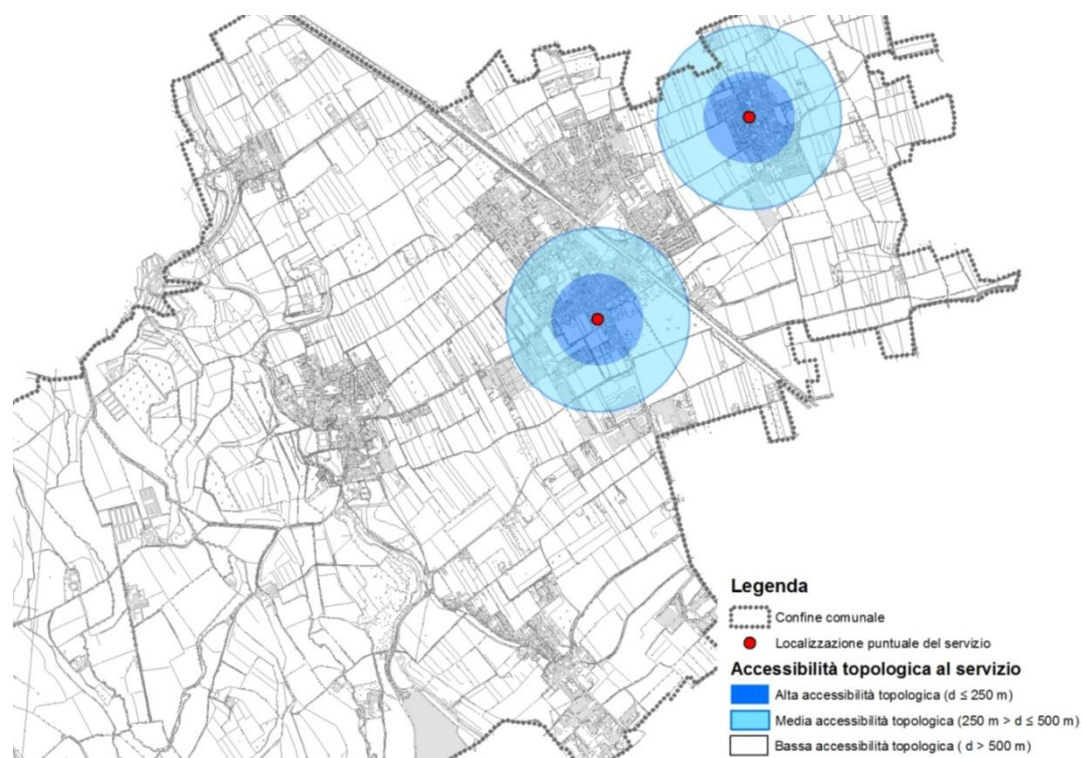 Legenda
Confine comunale
Localizzazione puntuale del servizio
Accessibilità topologica al servizio
Alta accessibilità topologica (d ≤ 250 m)
Media accessibilità topologica (250 m > d ≤ 500 m)
Bassa accessibilità topologica ( d > 500 m)